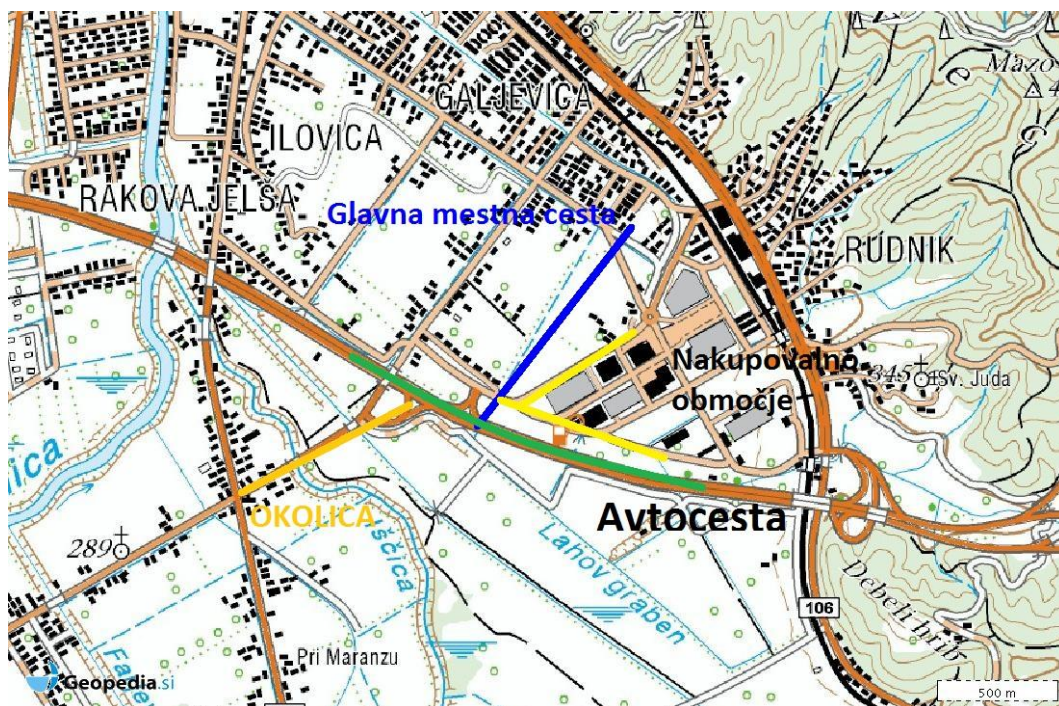 GALJEVICA
ILOVICA
RAKOVA JELŠA
Glavna mestna cesta
RUDNIK
Nakupovalno
območje
345
Sv. Juda
OKOLICA
Avtocesta
289
Iščica
Lahov graben
106
Debeli hrib
Pri Maranzu
Geopedia.si
500 m